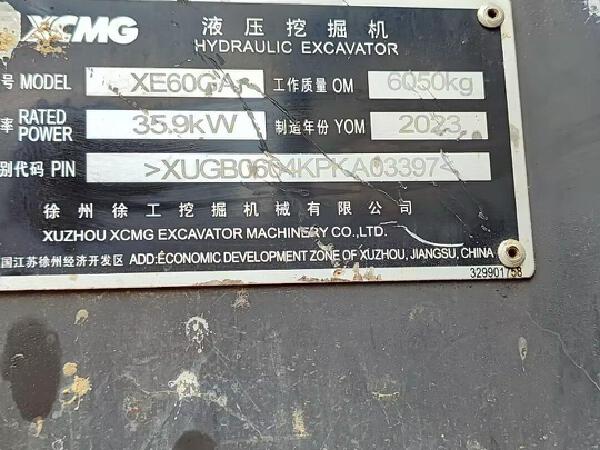 XCMG
液压挖掘机
HYDRAULIC EXCAVATOR
号 MODEL XE60GA 工作质量 OM 6050kg
率 RATED POWER 35.9kW 制造年份 YOM 2023
别代码 PIN >XUGB0604KPKA03397<
徐州徐工挖掘机械有限公司
XUZHOU XCMG EXCAVATOR MACHINERY CO.,LTD.
国江苏徐州经济开发区 ADD:ECONOMIC DEVELOPMENT ZONE OF XUZHOU, JIANGSU, CHINA
329901758